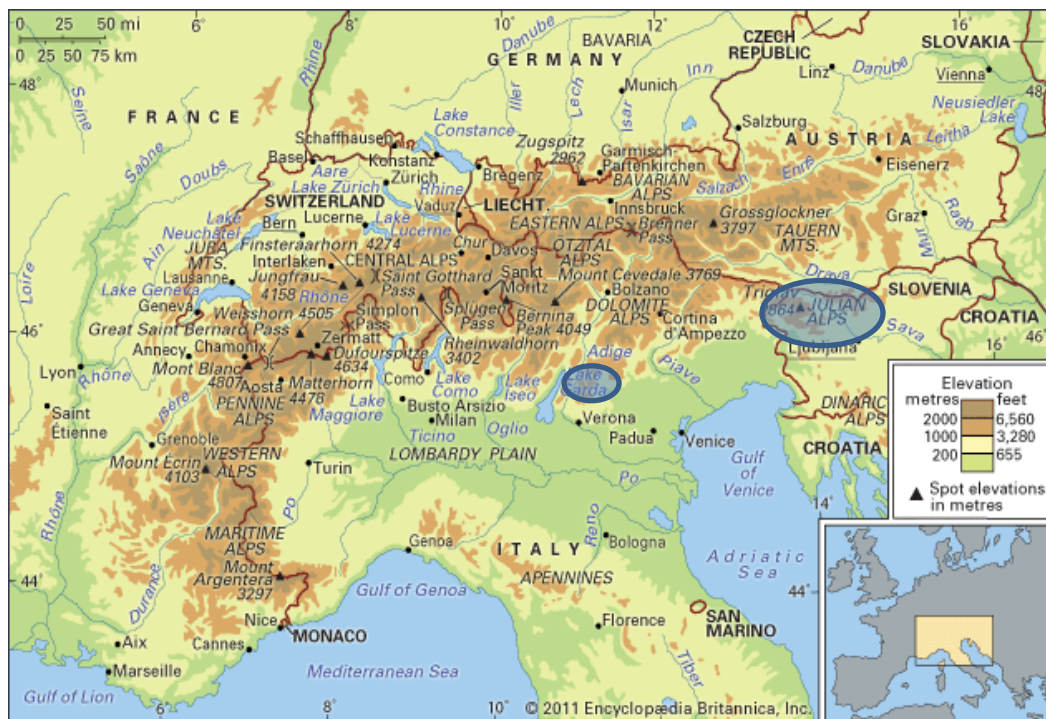 0 25 50 mi
0 25 50 75 km
6°
8°
10°
12°
14°
16°
CZECH
REPUBLIC
SLOVAKIA
BAVARIA
GERMANY
Danube
Rhine
Iller
Lech
Isar
Inn
Munich
Linz
Danube
Vienna
48°
48
Seine
FRANCE
Saône
Doubs
Schaffhausen
Lake
Constance
Konstanz
Basel
Aare
Lake Zürich
Zürich
Rhine
Bregenz
Zugspitz
2962
Garmisch-
Partenkirchen
BAVARIAN ALPS
Salzburg
Salzach
Enns
AUSTRIA
Eisenerz
Leitha
Neusiedler
Lake
SWITZERLAND
Vaduz
LIECHT.
Innsbruck
EASTERN ALPS
Brenner
Pass
Grossglockner
3797
TAUERN
MTS.
Graz
Raab
Mur
Lake
Neuchâtel
Bern
Lucerne
Lake
Lucerne
Ain
JURA
MTS.
Finsteraarhorn
4274
Interlaken
CENTRAL ALPS
Chur
Davos
ÖTZTAL
ALPS
Loire
Lausanne
Jungfrau
4158
Saint Gotthard
Pass
Sankt
Moritz
Mount Cevedale 3769
Bolzano
Drava
Lake Geneva
Geneva
Weisshorn 4505
Rhône
Simplon
Pass
Splügen
Pass
Bernina
Peak 4049
DOLOMITE
ALPS
Cortina
d'Ampezzo
Triglav
2864
JULIAN
ALPS
SLOVENIA
CROATIA
46°
16°
46°
Great Saint Bernard Pass
Rheinwaldhorn
3402
Annecy
Chamonix
Zermatt
Dufourspitze
4634
Adige
Piave
Ljubljana
Sava
Lyon
Rhône
Mont Blanc
4807
Aosta
Matterhorn
4478
Como
Lake
Como
Lake
Iseo
Lake
Garda
PENNINE
ALPS
Lake
Maggiore
Busto Arsizio
Milan
Verona
Padua
Venice
Saint
Étienne
Isère
Ticino
Oglio
DINARIC
ALPS
Grenoble
WESTERN
ALPS
LOMBARDY PLAIN
CROATIA
Mount Ecrin
4103
Turin
Po
Po
Gulf
of
Venice
14°
Rhône
MARITIME
ALPS
Genoa
Reno
Bologna
ITALY
Adriatic
Sea
44°
44°
Durance
Mount
Argentera
3297
Gulf of Genoa
APENNINES
Nice
MONACO
Florence
SAN
MARINO
Aix
Cannes
Marseille
Mediterranean Sea
Tiber
Gulf of Lion
6°
8°
10°
© 2011 Encyclopædia Britannica, Inc.
Elevation
metres feet
2000 6,560
1000 3,280
200 655
▲ Spot elevations
in metres